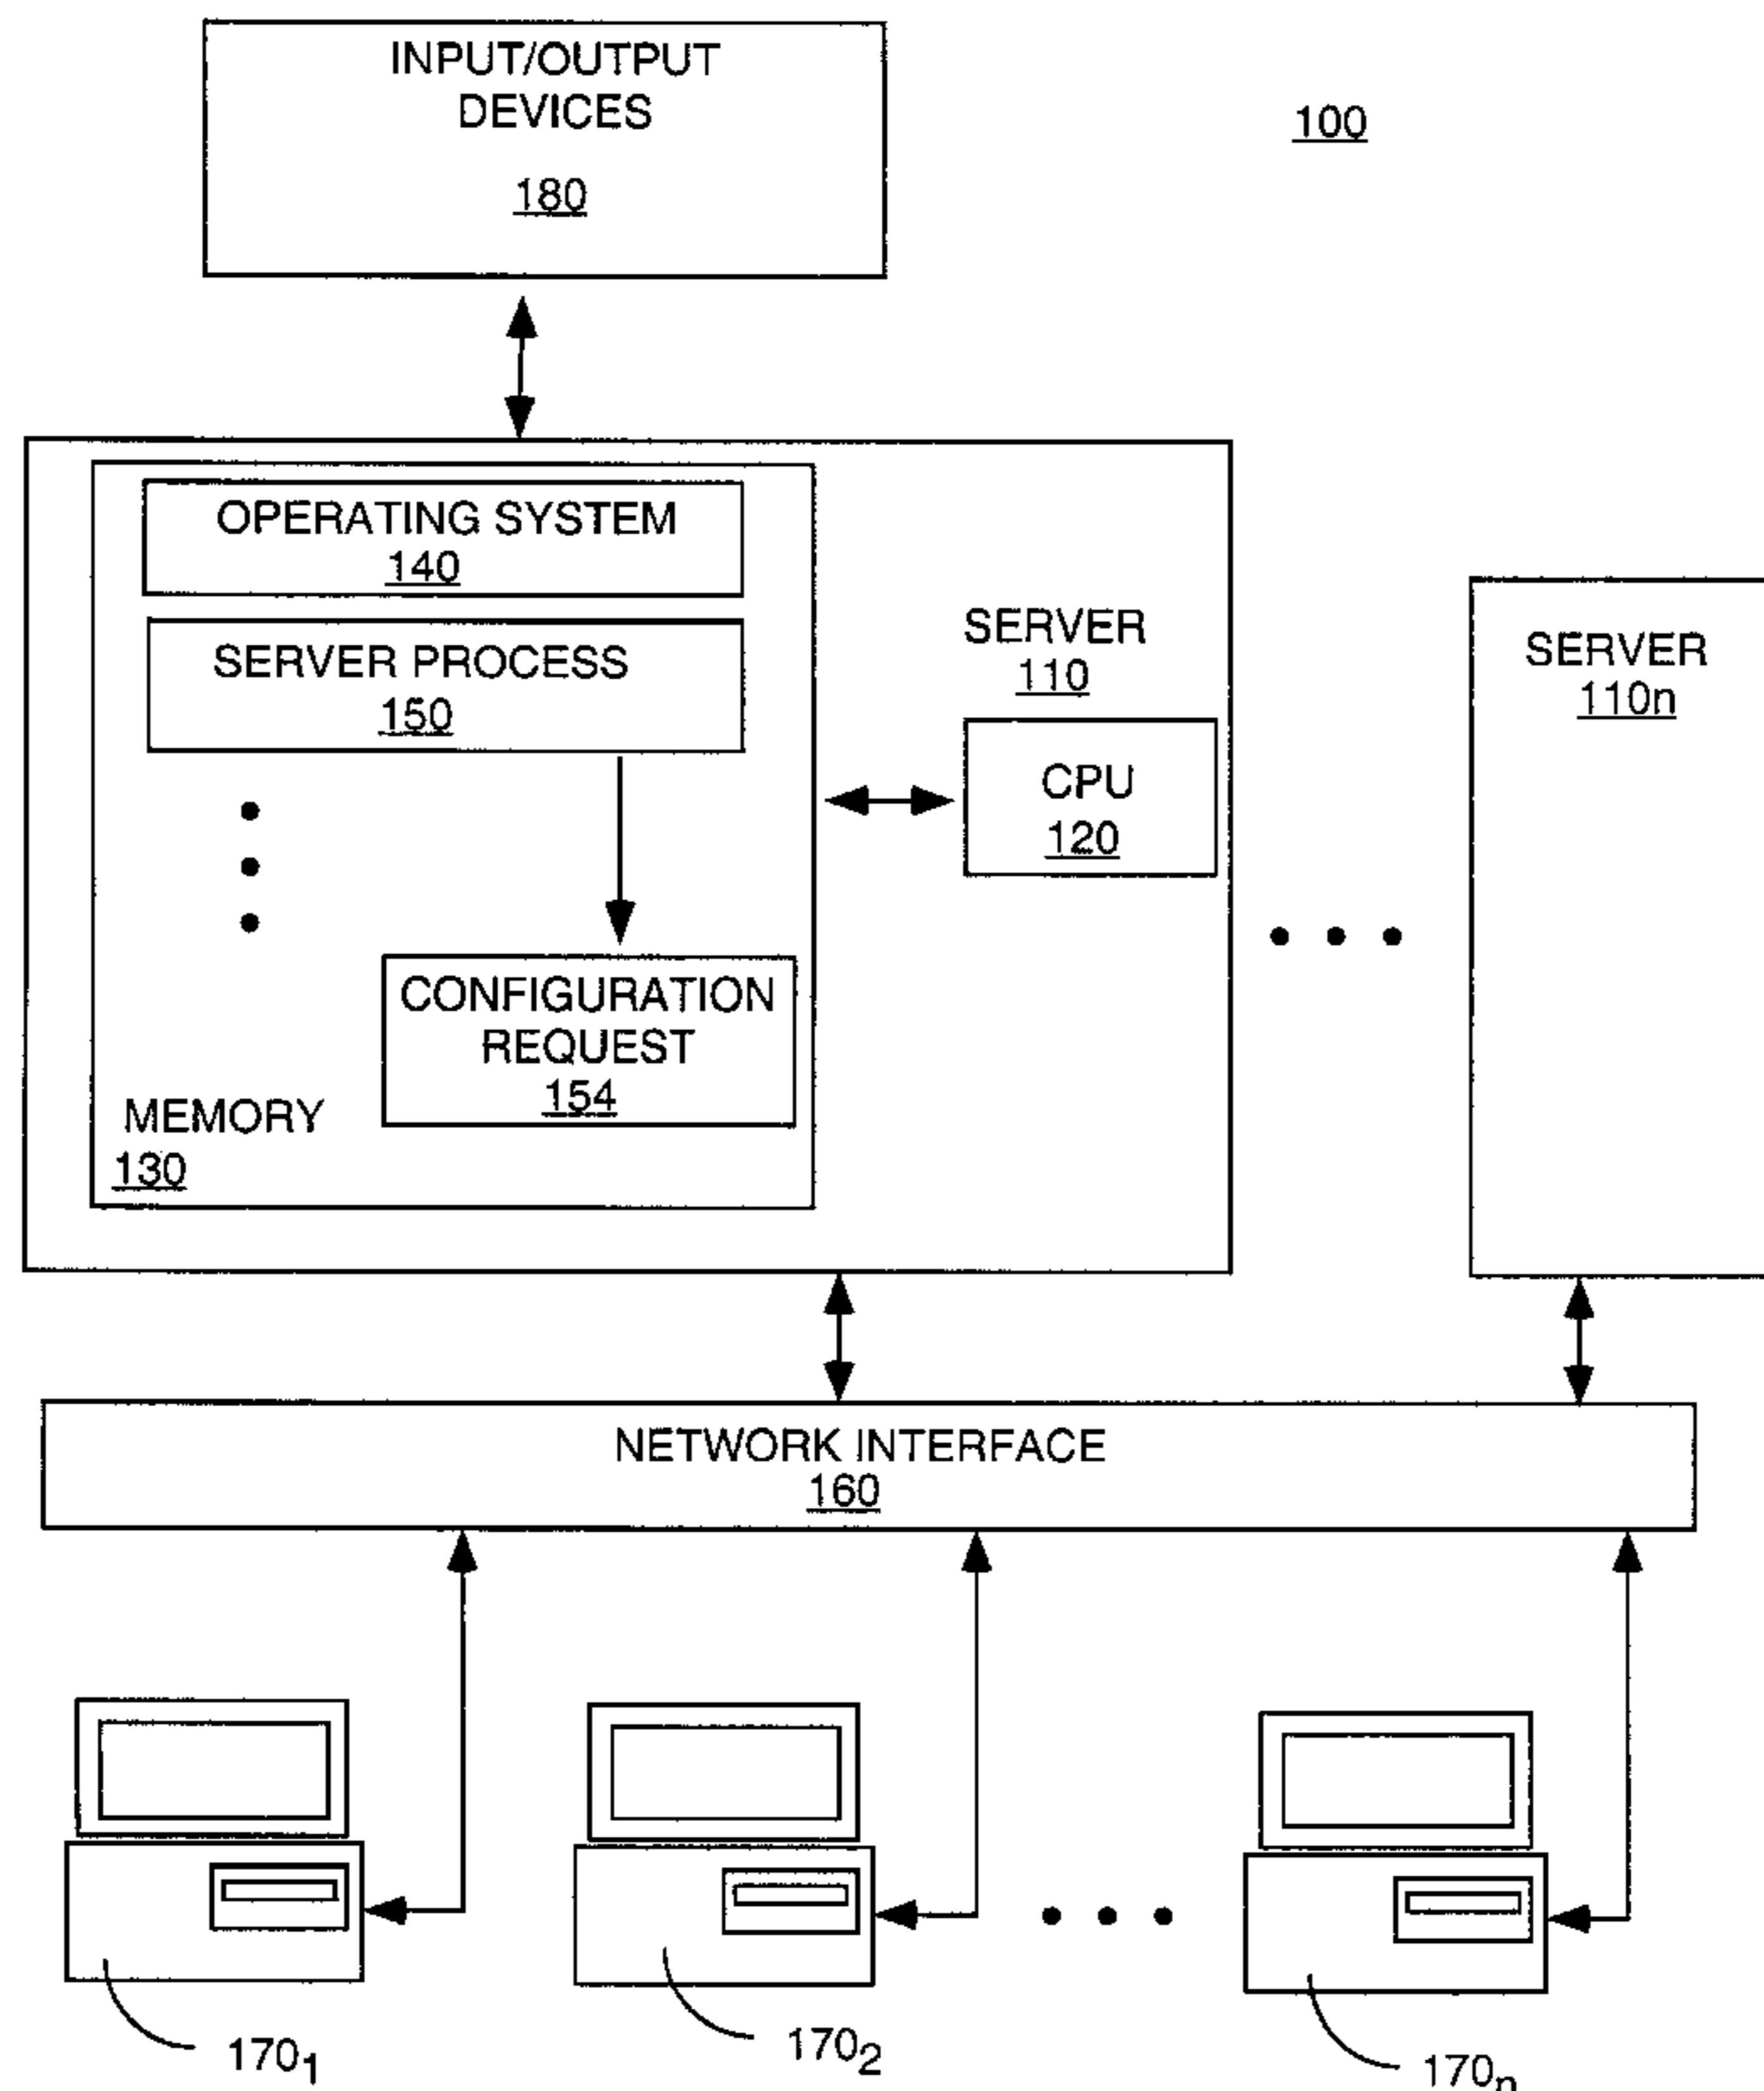 INPUT/OUTPUT
DEVICES
180
100
OPERATING SYSTEM
140
SERVER PROCESS
150
SERVER
110
CPU
120
SERVER
110n
CONFIGURATION
REQUEST
154
MEMORY
130
NETWORK INTERFACE
160
170₁
170₂
170ₙ